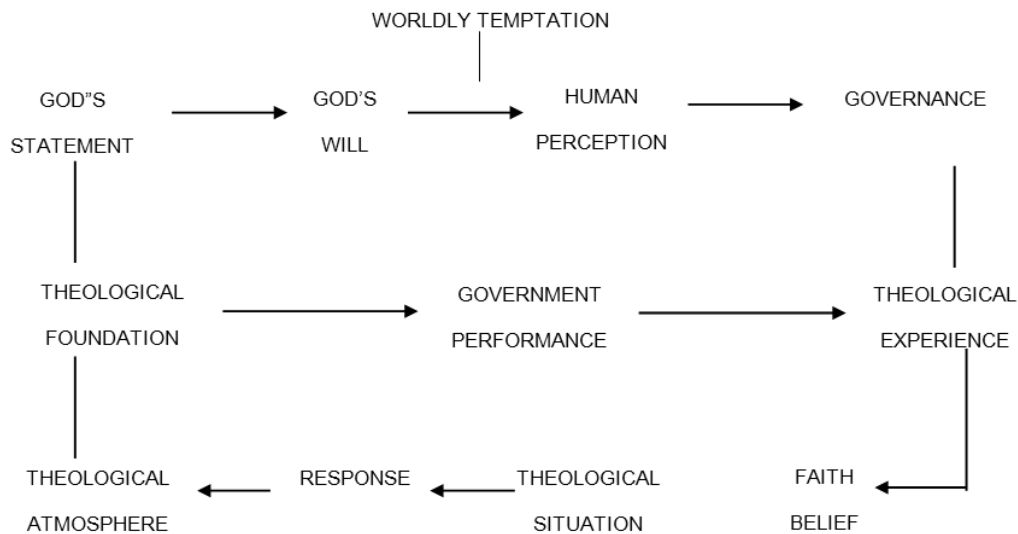 WORLDLY TEMPTATION
GOD"S
STATEMENT
GOD'S
WILL
HUMAN
PERCEPTION
GOVERNANCE
THEOLOGICAL
FOUNDATION
GOVERNMENT
PERFORMANCE
THEOLOGICAL
EXPERIENCE
THEOLOGICAL
ATMOSPHERE
RESPONSE
THEOLOGICAL
SITUATION
FAITH
BELIEF